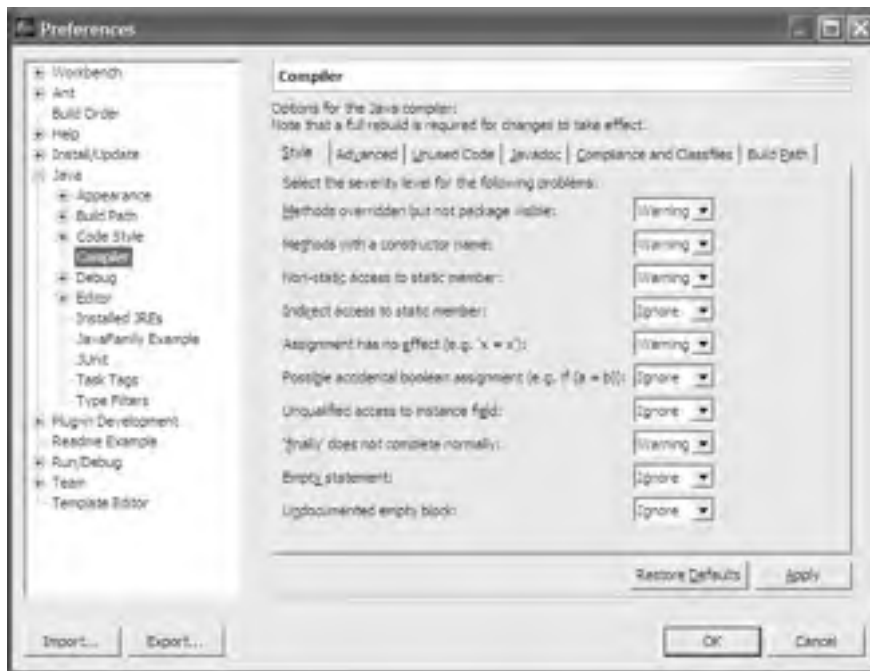 Preferences
Workbench
Ant
Build Order
Help
Install/Update
Java
Appearance
Build Path
Code Style
Compiler
Debug
Editor
Installed JREs
JavaFamily Example
JUnit
Task Tags
Type Filters
Plug-in Development
Readme Example
Run/Debug
Team
Template Editor
Import...
Export...
Compiler
Options for the Java compiler:
Note that a full rebuild is required for changes to take effect.
Style Advanced Unused Code Javadoc Compliance and Classfiles Build Path
Select the severity level for the following problems:
Methods overridden but not package visible: Warning
Methods with a constructor name: Warning
Non-static access to static member: Warning
Indirect access to static member: Ignore
Assignment has no effect (e.g. 'x = x'): Warning
Possible accidental boolean assignment (e.g. if (a = b)): Ignore
Unqualified access to instance field: Ignore
'finally' does not complete normally: Warning
Empty statement: Ignore
Undocumented empty block: Ignore
Restore Defaults Apply
OK Cancel